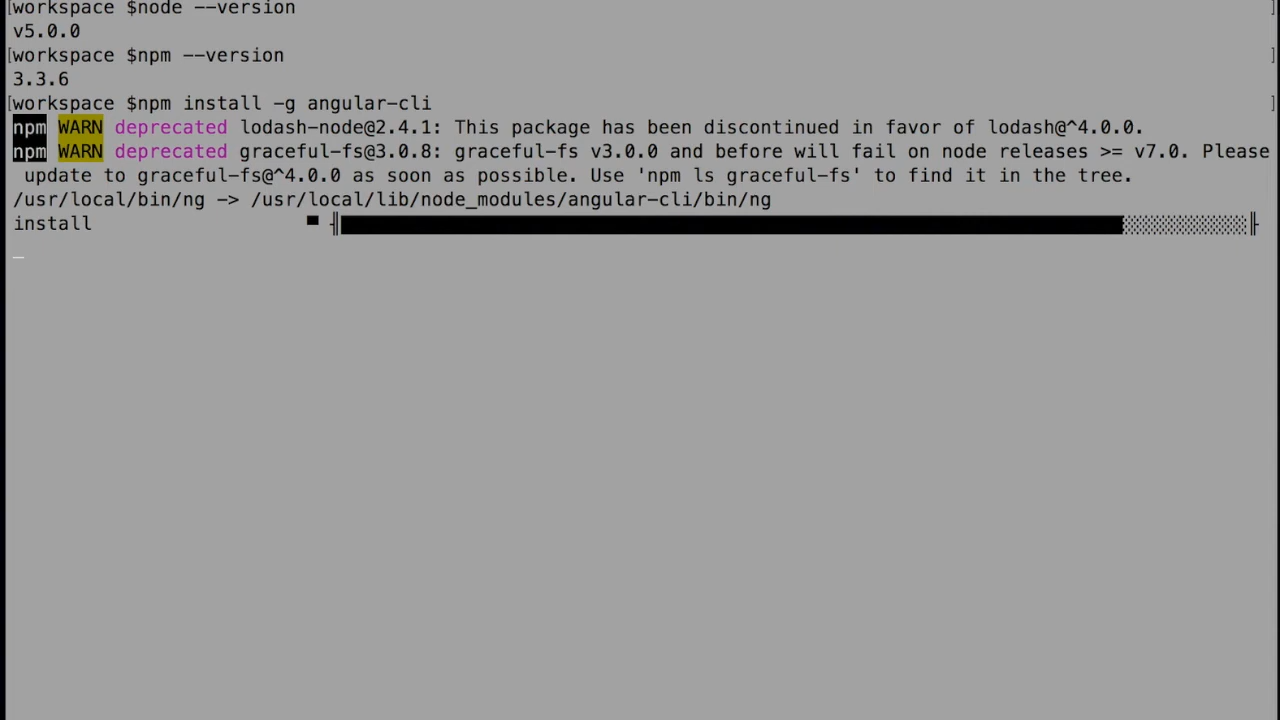 [workspace $node --version ]
v5.0.0
[workspace $npm --version ]
3.3.6
[workspace $npm install -g angular-cli ]
npm WARN deprecated lodash-node@2.4.1: This package has been discontinued in favor of lodash@^4.0.0.
npm WARN deprecated graceful-fs@3.0.8: graceful-fs v3.0.0 and before will fail on node releases >= v7.0. Please
update to graceful-fs@^4.0.0 as soon as possible. Use 'npm ls graceful-fs' to find it in the tree.
/usr/local/bin/ng -> /usr/local/lib/node_modules/angular-cli/bin/ng
install